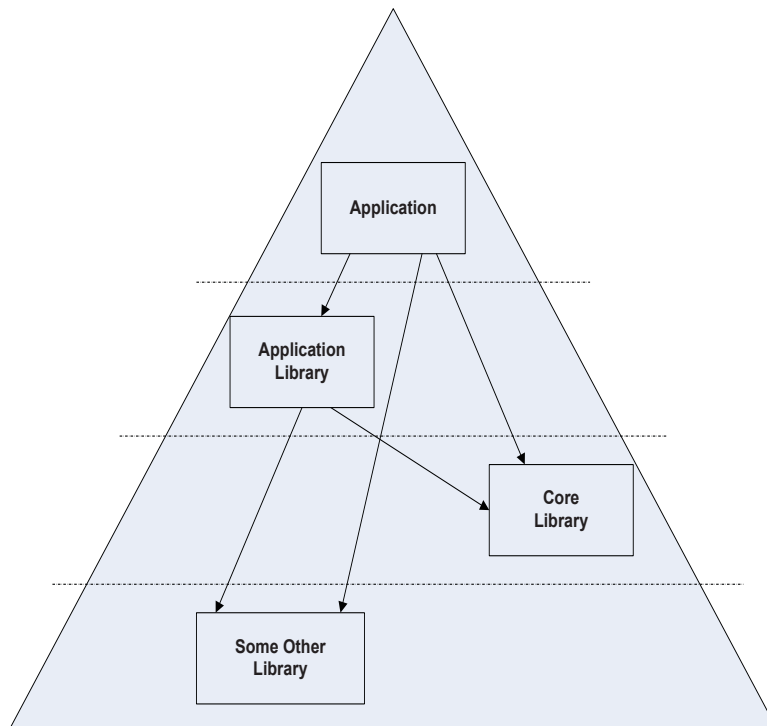 Application
Application
Library
Core
Library
Some Other
Library